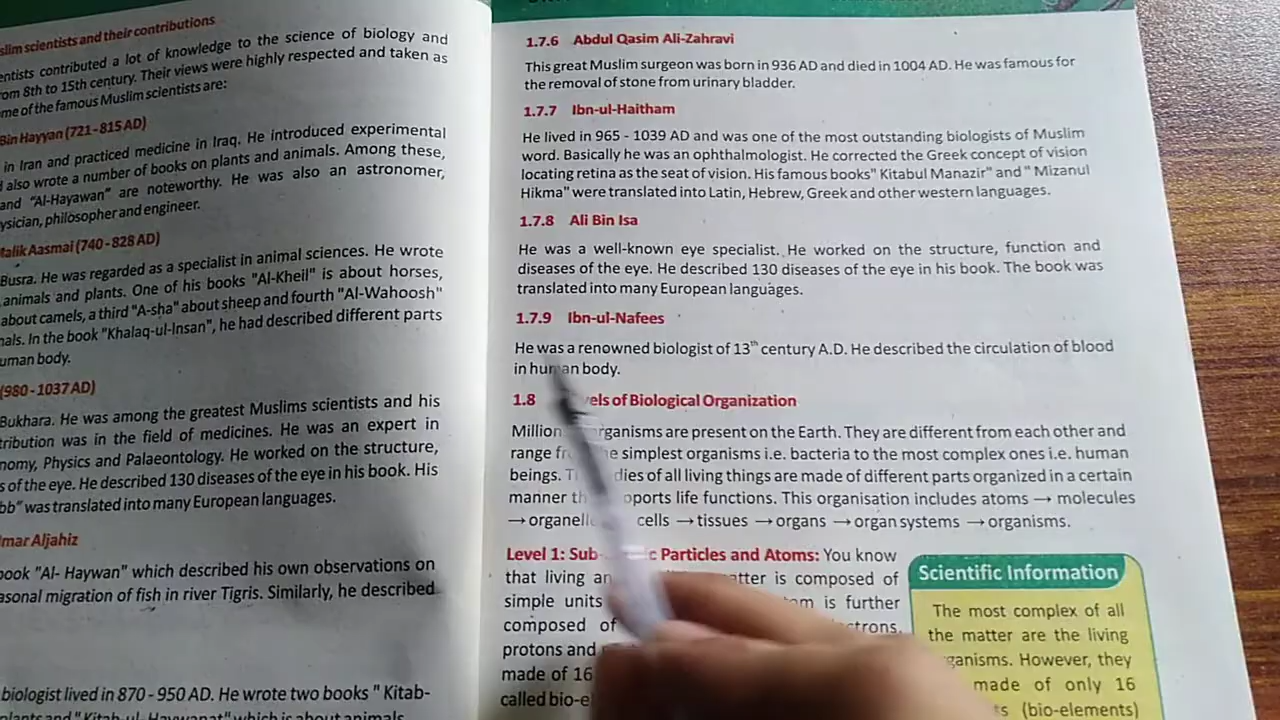 slim scientists and their contributions
entists contributed a lot of knowledge to the science of biology and
rom 8th to 15th century. Their views were highly respected and taken as
me of the famous Muslim scientists are:
Bin Hayyan (721-815 AD)
in Iran and practiced medicine in Iraq. He introduced experimental
also wrote a number of books on plants and animals. Among these,
and "Al-Hayawan" are noteworthy. He was also an astronomer,
ysician, philosopher and engineer.
alik Aasmai (740-828 AD)
Busra. He was regarded as a specialist in animal sciences. He wrote
animals and plants. One of his books "Al-Kheil" is about horses,
about camels, a third "A-sha" about sheep and fourth "Al-Wahoosh"
nals. In the book "Khalaq-ul-Insan", he had described different parts
uman body.
(980-1037 AD)
Bukhara. He was among the greatest Muslims scientists and his
tribution was in the field of medicines. He was an expert in
nomy, Physics and Palaeontology. He worked on the structure,
s of the eye. He described 130 diseases of the eye in his book. His
bb" was translated into many European languages.
mar Aljahiz
book "Al- Haywan" which described his own observations on
asonal migration of fish in river Tigris. Similarly, he described
biologist lived in 870 - 950 AD. He wrote two books " Kitab-
plants and "Kitab-ul-Haywanat" which is about animals
1.7.6 Abdul Qasim Ali-Zahravi
This great Muslim surgeon was born in 936 AD and died in 1004 AD. He was famous for
the removal of stone from urinary bladder.
1.7.7 Ibn-ul-Haitham
He lived in 965 - 1039 AD and was one of the most outstanding biologists of Muslim
word. Basically he was an ophthalmologist. He corrected the Greek concept of vision
locating retina as the seat of vision. His famous books" Kitabul Manazir" and " Mizanul
Hikma" were translated into Latin, Hebrew, Greek and other western languages.
1.7.8 Ali Bin Isa
He was a well-known eye specialist. He worked on the structure, function and
diseases of the eye. He described 130 diseases of the eye in his book. The book was
translated into many European languages.
1.7.9 Ibn-ul-Nafees
He was a renowned biologist of 13th century A.D. He described the circulation of blood
in human body.
1.8 els of Biological Organization
Million rganisms are present on the Earth. They are different from each other and
range fr e simplest organisms i.e. bacteria to the most complex ones i.e. human
beings. T dies of all living things are made of different parts organized in a certain
manner th pports life functions. This organisation includes atoms → molecules
→ organell cells → tissues → organs → organ systems → organisms.
Level 1: Sub- c Particles and Atoms: You know
that living an atter is composed of
simple units om is further
composed of ctrons,
protons and
made of 16
called bio-e
Scientific Information
The most complex of all
the matter are the living
ganisms. However, they
made of only 16
ts (bio-elements)